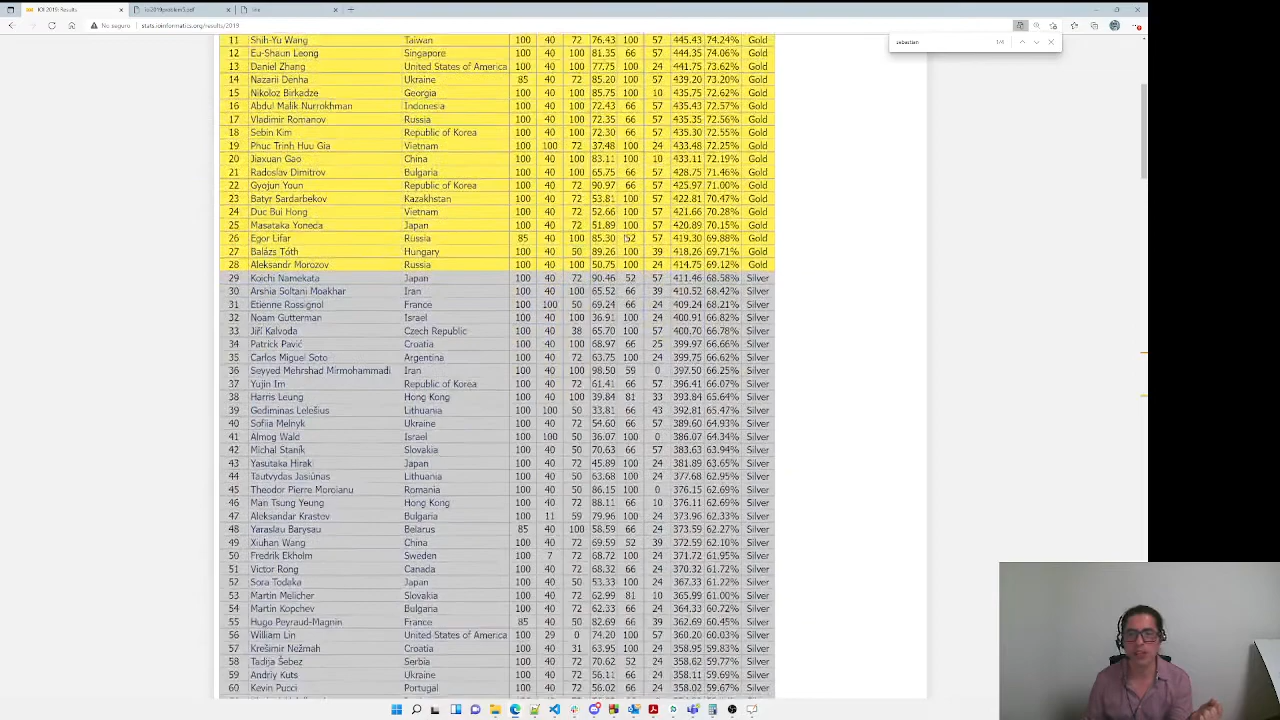 IOI 2019: Results
ioi2019problem5.pdf
line
No seguro
stats.ioinformatics.org/results/2019
sebastian 1/4
11 Shih-Yu Wang Taiwan 100 40 72 76.43 100 57 445.43 74.24% Gold
12 Eu-Shaun Leong Singapore 100 40 100 81.35 66 57 444.35 74.06% Gold
13 Daniel Zhang United States of America 100 40 100 77.75 100 24 441.75 73.62% Gold
14 Nazarii Denha Ukraine 85 40 72 85.20 100 57 439.20 73.20% Gold
15 Nikoloz Birkadze Georgia 100 40 100 85.75 100 10 435.75 72.62% Gold
16 Abdul Malik Nurrokhman Indonesia 100 40 100 72.43 66 57 435.43 72.57% Gold
17 Vladimir Romanov Russia 100 40 100 72.35 66 57 435.35 72.56% Gold
18 Sebin Kim Republic of Korea 100 40 100 72.30 66 57 435.30 72.55% Gold
19 Phuc Trinh Huu Gia Vietnam 100 100 72 37.48 100 24 433.48 72.25% Gold
20 Jiaxuan Gao China 100 40 100 83.11 100 10 433.11 72.19% Gold
21 Radoslav Dimitrov Bulgaria 100 40 100 65.75 66 57 428.75 71.46% Gold
22 Gyojun Youn Republic of Korea 100 40 72 90.97 66 57 425.97 71.00% Gold
23 Batyr Sardarbekov Kazakhstan 100 40 72 53.81 100 57 422.81 70.47% Gold
24 Duc Bui Hong Vietnam 100 40 72 52.66 100 57 421.66 70.28% Gold
25 Masataka Yoneda Japan 100 40 72 51.89 100 57 420.89 70.15% Gold
26 Egor Lifar Russia 85 40 100 85.30 52 57 419.30 69.88% Gold
27 Balázs Tóth Hungary 100 40 50 89.26 100 39 418.26 69.71% Gold
28 Aleksandr Morozov Russia 100 40 100 50.75 100 24 414.75 69.12% Gold
29 Koichi Namekata Japan 100 40 72 90.46 52 57 411.46 68.58% Silver
30 Arshia Soltani Moakhar Iran 100 40 100 65.52 66 39 410.52 68.42% Silver
31 Etienne Rossignol France 100 100 50 69.24 66 24 409.24 68.21% Silver
32 Noam Gutterman Israel 100 40 100 36.91 100 24 400.91 66.82% Silver
33 Jiří Kalvoda Czech Republic 100 40 38 65.70 100 57 400.70 66.78% Silver
34 Patrick Pavić Croatia 100 40 100 68.97 66 25 399.97 66.66% Silver
35 Carlos Miguel Soto Argentina 100 40 72 63.75 100 24 399.75 66.62% Silver
36 Seyyed Mehrshad Mirmohammadi Iran 100 40 100 98.50 59 0 397.50 66.25% Silver
37 Yujin Im Republic of Korea 100 40 72 61.41 66 57 396.41 66.07% Silver
38 Harris Leung Hong Kong 100 40 100 39.84 81 33 393.84 65.64% Silver
39 Gediminas Lelešius Lithuania 100 100 50 33.81 66 43 392.81 65.47% Silver
40 Sofiia Melnyk Ukraine 100 40 72 54.60 66 57 389.60 64.93% Silver
41 Almog Wald Israel 100 100 50 36.07 100 0 386.07 64.34% Silver
42 Michal Staník Slovakia 100 40 50 70.63 66 57 383.63 63.94% Silver
43 Yasutaka Hirak Japan 100 40 72 45.89 100 24 381.89 63.65% Silver
44 Tautvydas Jasiūnas Lithuania 100 40 50 63.68 100 24 377.68 62.95% Silver
45 Theodor Pierre Moroianu Romania 100 40 50 86.15 100 0 376.15 62.69% Silver
46 Man Tsung Yeung Hong Kong 100 40 72 88.11 66 10 376.11 62.69% Silver
47 Aleksandar Krastev Bulgaria 100 11 59 79.96 100 24 373.96 62.33% Silver
48 Yaraslau Barysau Belarus 85 40 100 58.59 66 24 373.59 62.27% Silver
49 Xiuhan Wang China 100 40 72 69.59 52 39 372.59 62.10% Silver
50 Fredrik Ekholm Sweden 100 7 72 68.72 100 24 371.72 61.95% Silver
51 Victor Rong Canada 100 40 72 68.32 66 24 370.32 61.72% Silver
52 Sora Todaka Japan 100 40 50 53.33 100 24 367.33 61.22% Silver
53 Martin Melicher Slovakia 100 40 72 62.99 81 10 365.99 61.00% Silver
54 Martin Kopchev Bulgaria 100 40 72 62.33 66 24 364.33 60.72% Silver
55 Hugo Peyraud-Magnin France 85 40 50 82.69 66 39 362.69 60.45% Silver
56 William Lin United States of America 100 29 0 74.20 100 57 360.20 60.03% Silver
57 Krešimir Nežmah Croatia 100 40 31 63.95 100 24 358.95 59.83% Silver
58 Tadija Šebez Serbia 100 40 72 70.62 52 24 358.62 59.77% Silver
59 Andriy Kuts Ukraine 100 40 72 56.11 66 24 358.11 59.69% Silver
60 Kevin Pucci Portugal 100 40 72 56.02 66 24 358.02 59.67% Silver